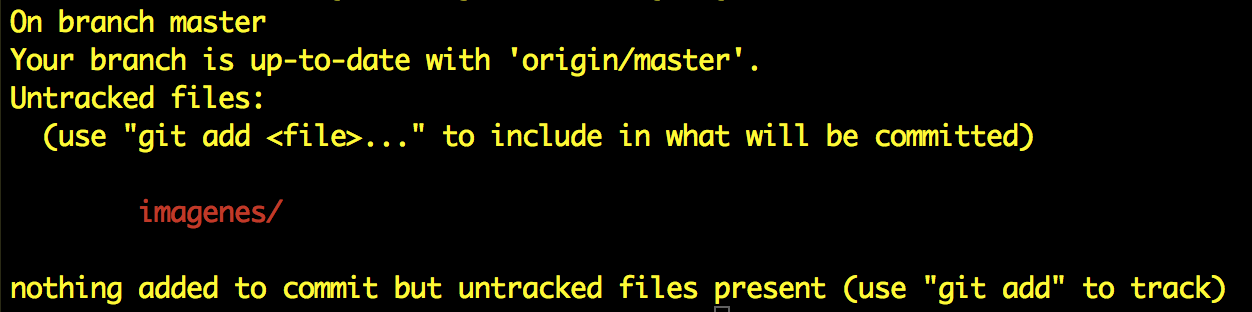 On branch master
Your branch is up-to-date with 'origin/master'.
Untracked files:
  (use "git add <file>..." to include in what will be committed)

        imagenes/

nothing added to commit but untracked files present (use "git add" to track)